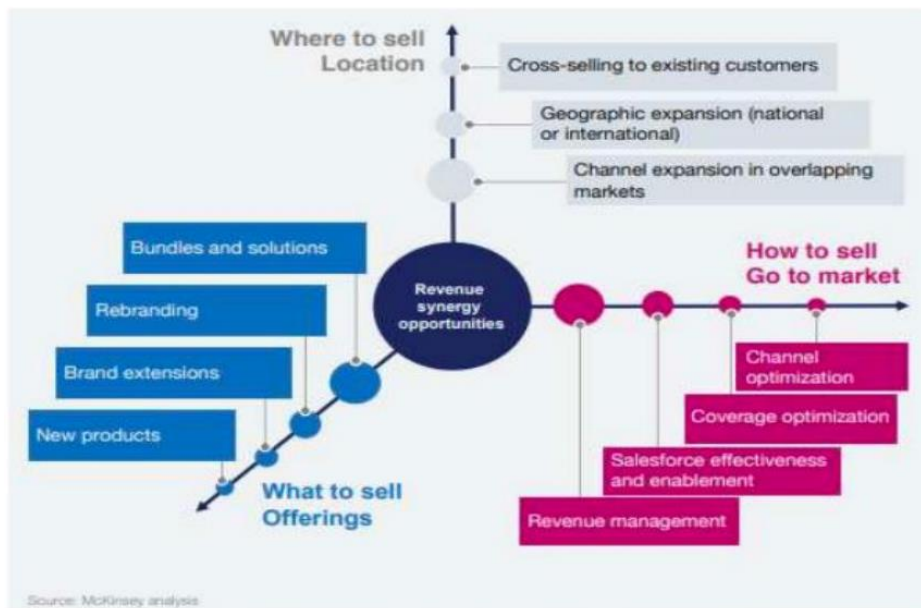 Where to sell
Location
Cross-selling to existing customers
Geographic expansion (national
or international)
Channel expansion in overlapping
markets
Bundles and solutions
Rebranding
Brand extensions
New products
Revenue
synergy
opportunities
How to sell
Go to market
Channel
optimization
Coverage optimization
Salesforce effectiveness
and enablement
Revenue management
What to sell
Offerings
Source: McKinsey analysis